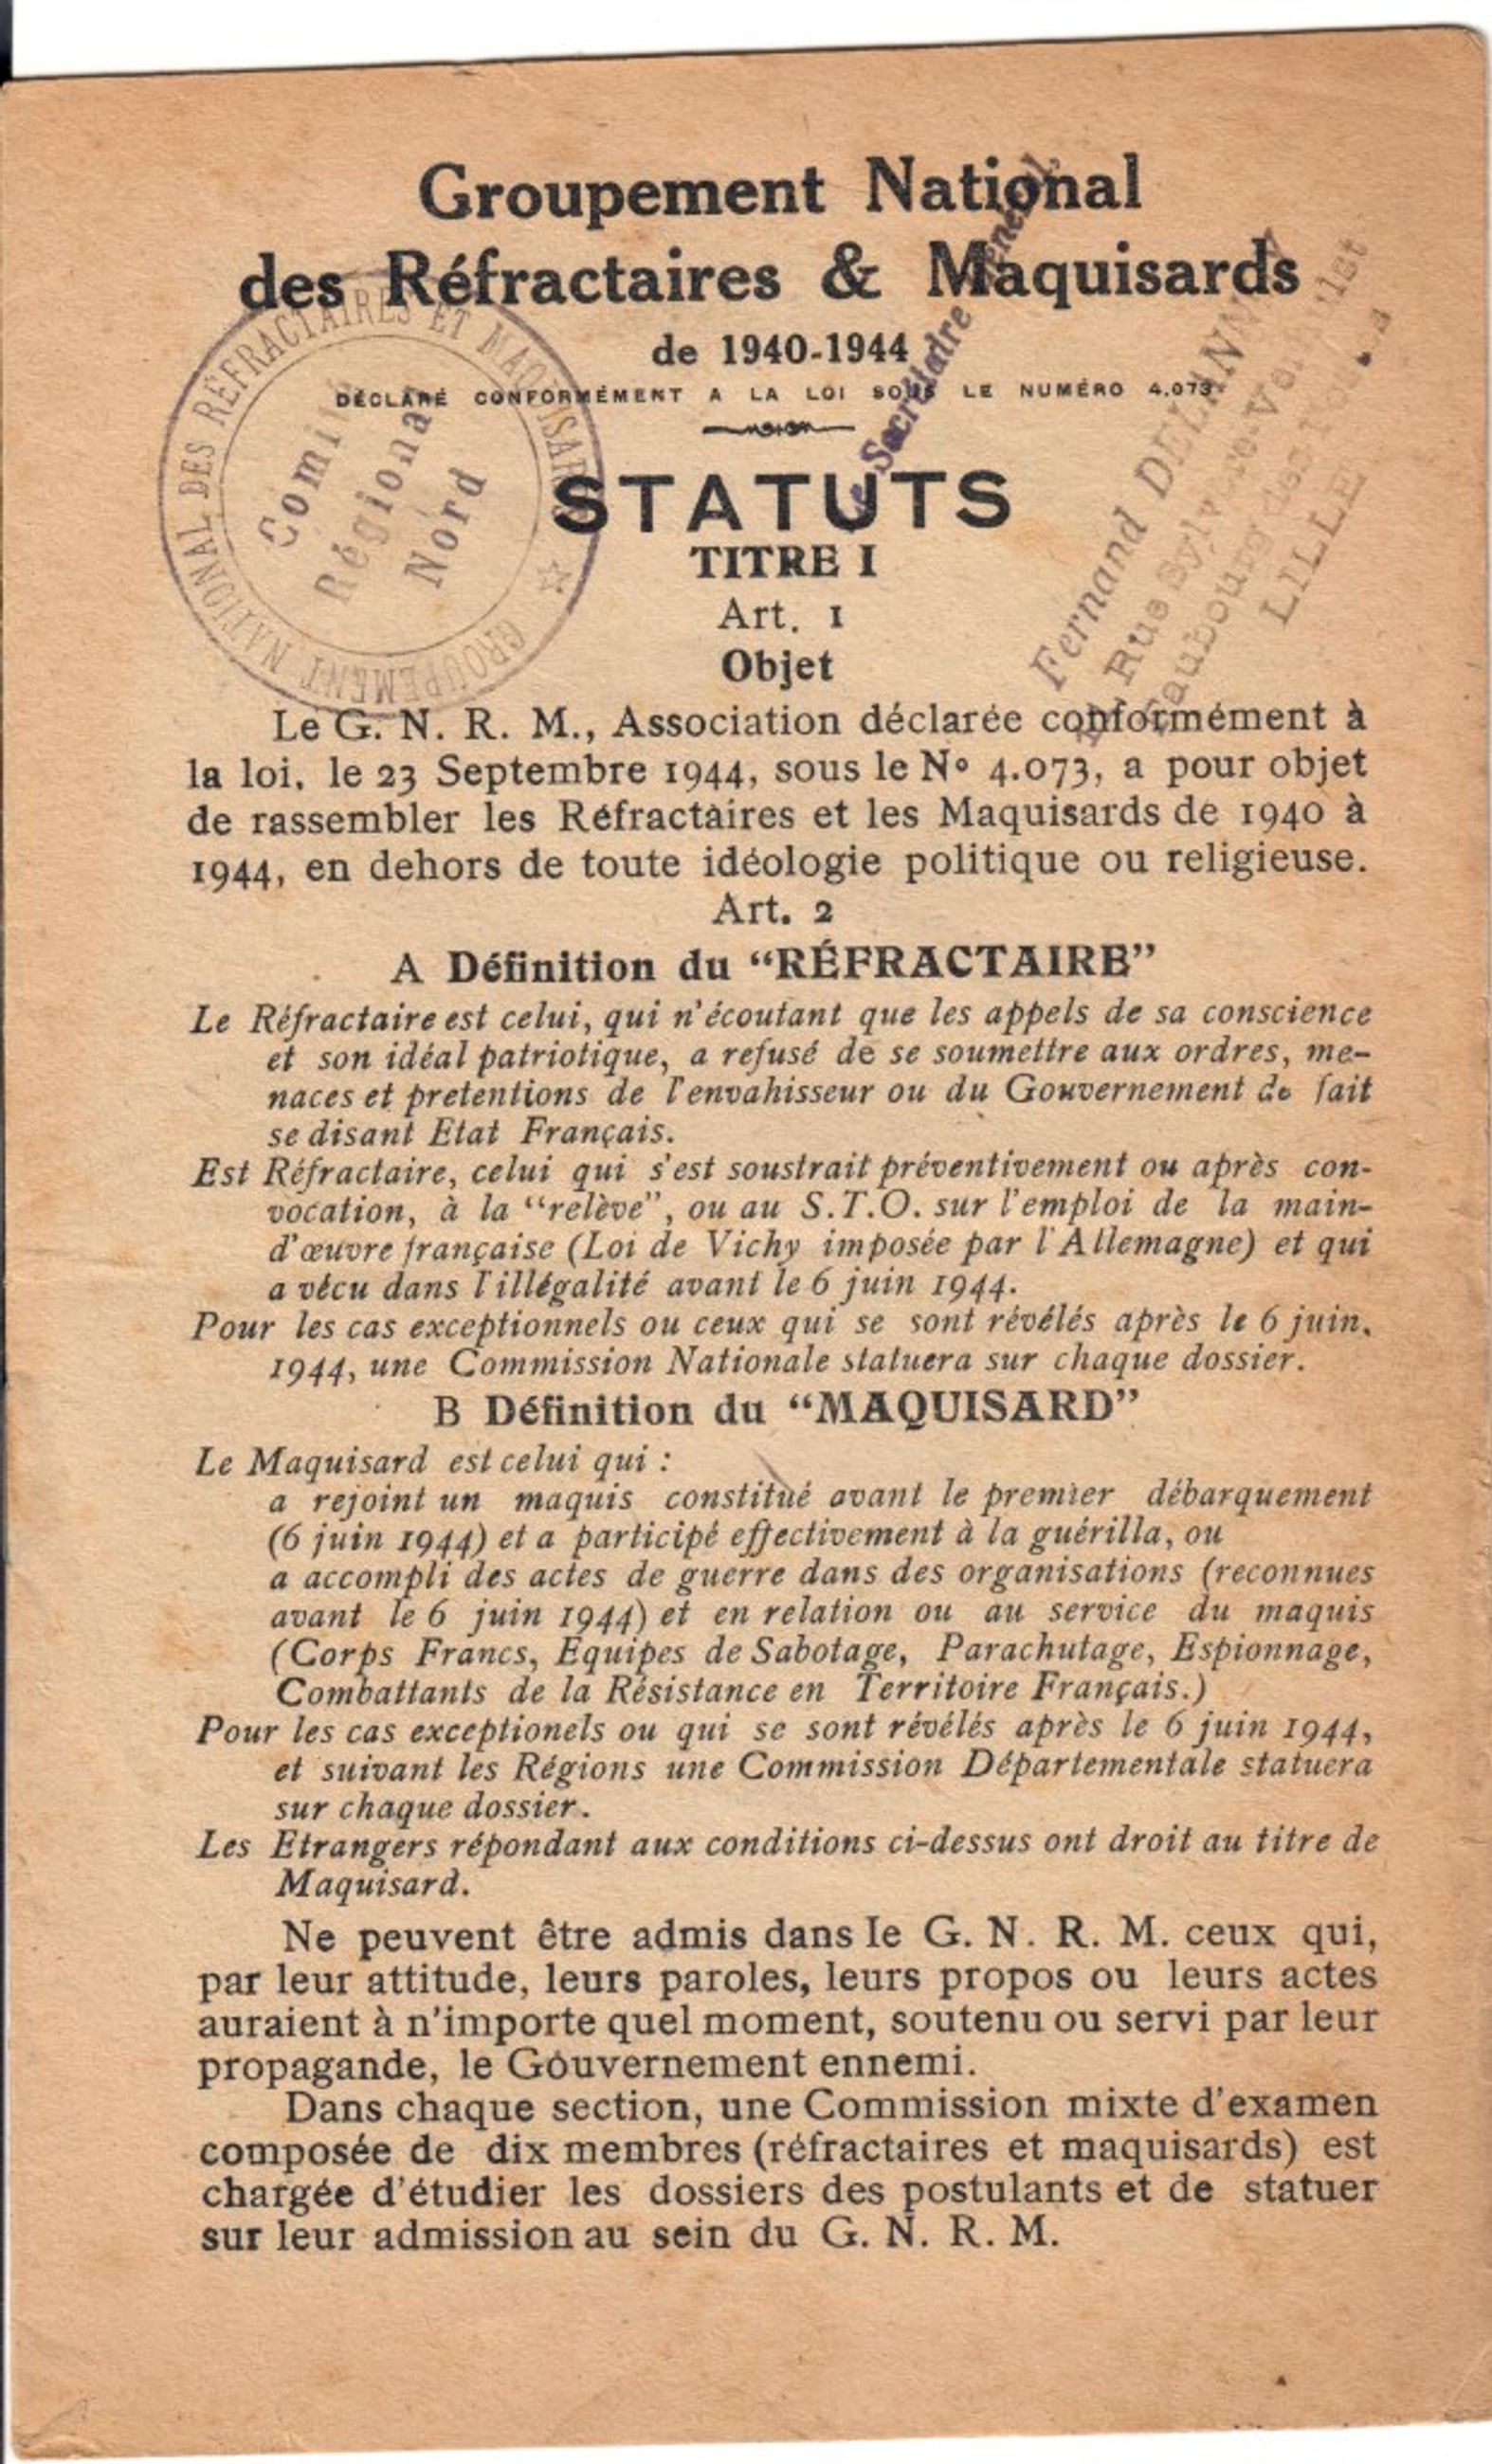 Groupement National
des Réfractaires & Maquisards
de 1940-1944
DÉCLARÉ CONFORMÉMENT A LA LOI SOUS LE NUMÉRO 4.073
GROUPEMENT NATIONAL DES RÉFRACTAIRES ET MAQUISARDS
Comité
Régional
Nord
Secrétaire
Fernand
Rue
LILLE
STATUTS
TITRE I
Art. 1
Objet
Le G. N. R. M., Association déclarée conformément à
la loi, le 23 Septembre 1944, sous le No 4.073, a pour objet
de rassembler les Réfractaires et les Maquisards de 1940 à
1944, en dehors de toute idéologie politique ou religieuse.
Art. 2
A Définition du “RÉFRACTAIRE”
Le Réfractaire est celui, qui n'écoutant que les appels de sa conscience
et son idéal patriotique, a refusé de se soumettre aux ordres, me-
naces et pretentions de l'envahisseur ou du Gouvernement de fait
se disant Etat Français.
Est Réfractaire, celui qui s'est soustrait préventivement ou après con-
vocation, à la “relève”, ou au S.T.O. sur l'emploi de la main-
d'œuvre française (Loi de Vichy imposée par l'Allemagne) et qui
a vécu dans l'illégalité avant le 6 juin 1944.
Pour les cas exceptionnels ou ceux qui se sont révélés après le 6 juin,
1944, une Commission Nationale statuera sur chaque dossier.
B Définition du “MAQUISARD”
Le Maquisard est celui qui :
a rejoint un maquis constitué avant le premier débarquement
(6 juin 1944) et a participé effectivement à la guérilla, ou
a accompli des actes de guerre dans des organisations (reconnues
avant le 6 juin 1944) et en relation ou au service du maquis
(Corps Francs, Equipes de Sabotage, Parachutage, Espionnage,
Combattants de la Résistance en Territoire Français.)
Pour les cas exceptionels ou qui se sont révélés après le 6 juin 1944,
et suivant les Régions une Commission Départementale statuera
sur chaque dossier.
Les Etrangers répondant aux conditions ci-dessus ont droit au titre de
Maquisard.
Ne peuvent être admis dans le G. N. R. M. ceux qui,
par leur attitude, leurs paroles, leurs propos ou leurs actes
auraient à n'importe quel moment, soutenu ou servi par leur
propagande, le Gouvernement ennemi.
Dans chaque section, une Commission mixte d'examen
composée de dix membres (réfractaires et maquisards) est
chargée d'étudier les dossiers des postulants et de statuer
sur leur admission au sein du G. N. R. M.